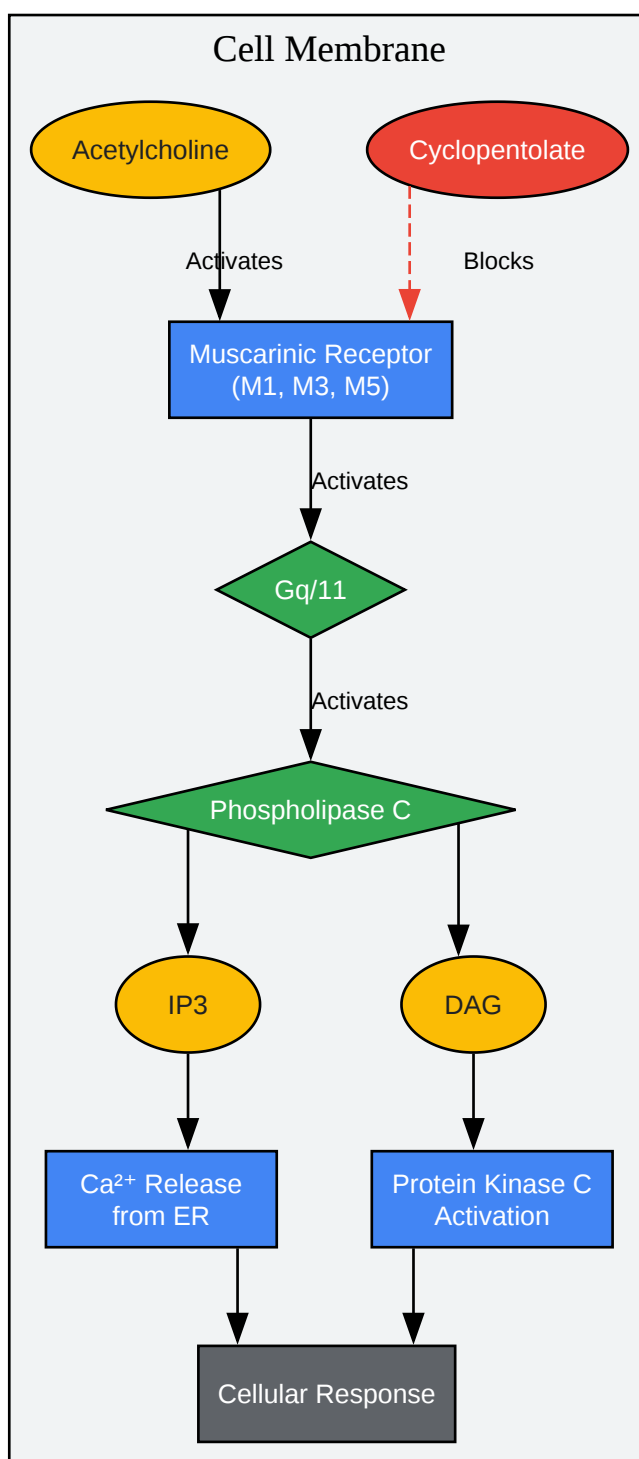 Cell Membrane
Acetylcholine
Cyclopentolate
Activates
Blocks
Muscarinic Receptor
(M1, M3, M5)
Activates
Gq/11
Activates
Phospholipase C
IP3
DAG
Ca²⁺ Release
from ER
Protein Kinase C
Activation
Cellular Response